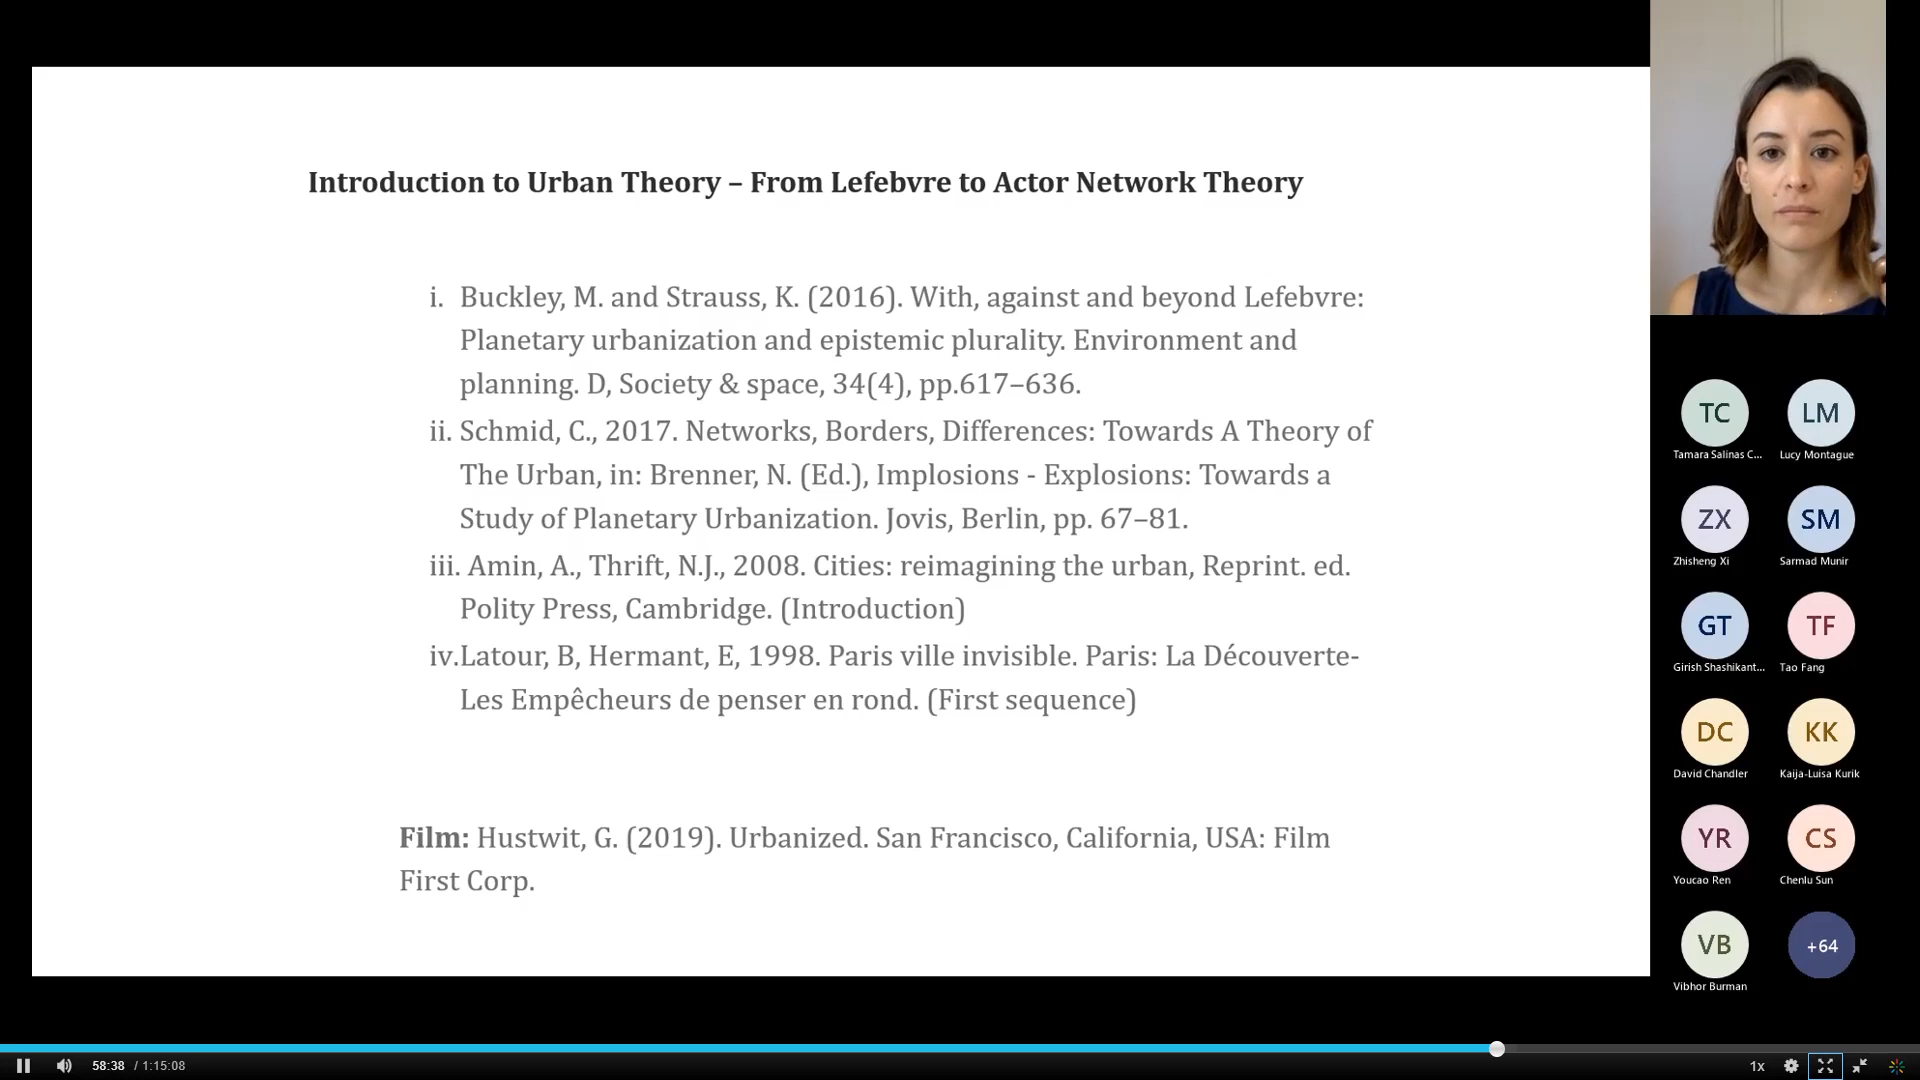 Introduction to Urban Theory – From Lefebvre to Actor Network Theory
i. Buckley, M. and Strauss, K. (2016). With, against and beyond Lefebvre:
Planetary urbanization and epistemic plurality. Environment and
planning. D, Society & space, 34(4), pp.617–636.
ii. Schmid, C., 2017. Networks, Borders, Differences: Towards A Theory of
The Urban, in: Brenner, N. (Ed.), Implosions - Explosions: Towards a
Study of Planetary Urbanization. Jovis, Berlin, pp. 67–81.
iii. Amin, A., Thrift, N.J., 2008. Cities: reimagining the urban, Reprint. ed.
Polity Press, Cambridge. (Introduction)
iv.Latour, B, Hermant, E, 1998. Paris ville invisible. Paris: La Découverte-
Les Empêcheurs de penser en rond. (First sequence)
Film: Hustwit, G. (2019). Urbanized. San Francisco, California, USA: Film
First Corp.
TC LM
Tamara Salinas C... Lucy Montague
ZX SM
Zhisheng Xi Sarmad Munir
GT TF
Girish Shashikant... Tao Fang
DC KK
David Chandler Kaija-Luisa Kurik
YR CS
Youcao Ren Chenlu Sun
VB +64
Vibhor Burman
58:38 / 1:15:08 1x